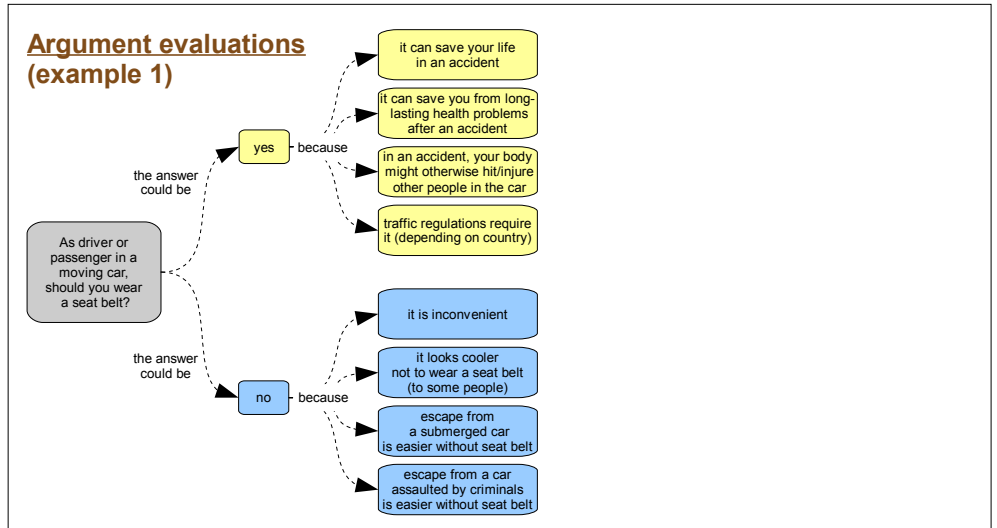 Argument evaluations
(example 1)
it can save your life
in an accident
it can save you from long-
lasting health problems
after an accident
yes
because
in an accident, your body
might otherwise hit/injure
other people in the car
the answer
could be
traffic regulations require
it (depending on country)
As driver or
passenger in a
moving car,
should you wear
a seat belt?
it is inconvenient
the answer
could be
it looks cooler
not to wear a seat belt
(to some people)
no
because
escape from
a submerged car
is easier without seat belt
escape from a car
assaulted by criminals
is easier without seat belt